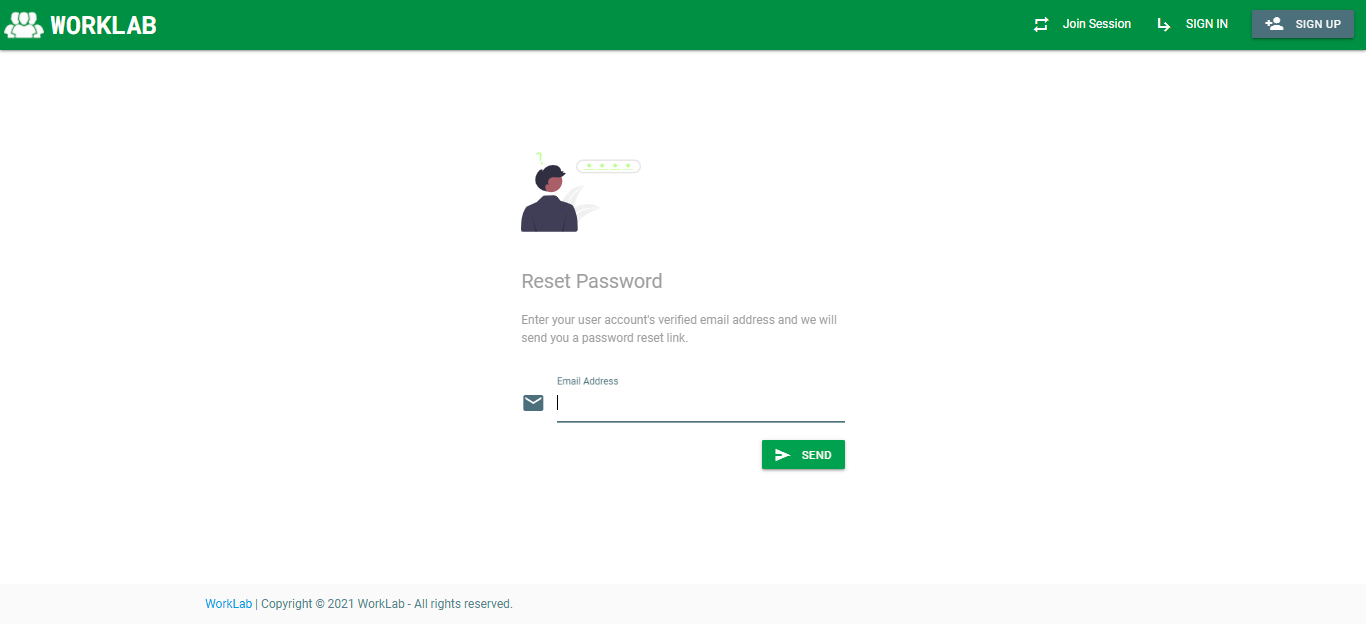 WORKLAB
Join Session
SIGN IN
SIGN UP
?
* * * *
Reset Password
Enter your user account's verified email address and we will
send you a password reset link.
Email Address
SEND
WorkLab | Copyright © 2021 WorkLab - All rights reserved.